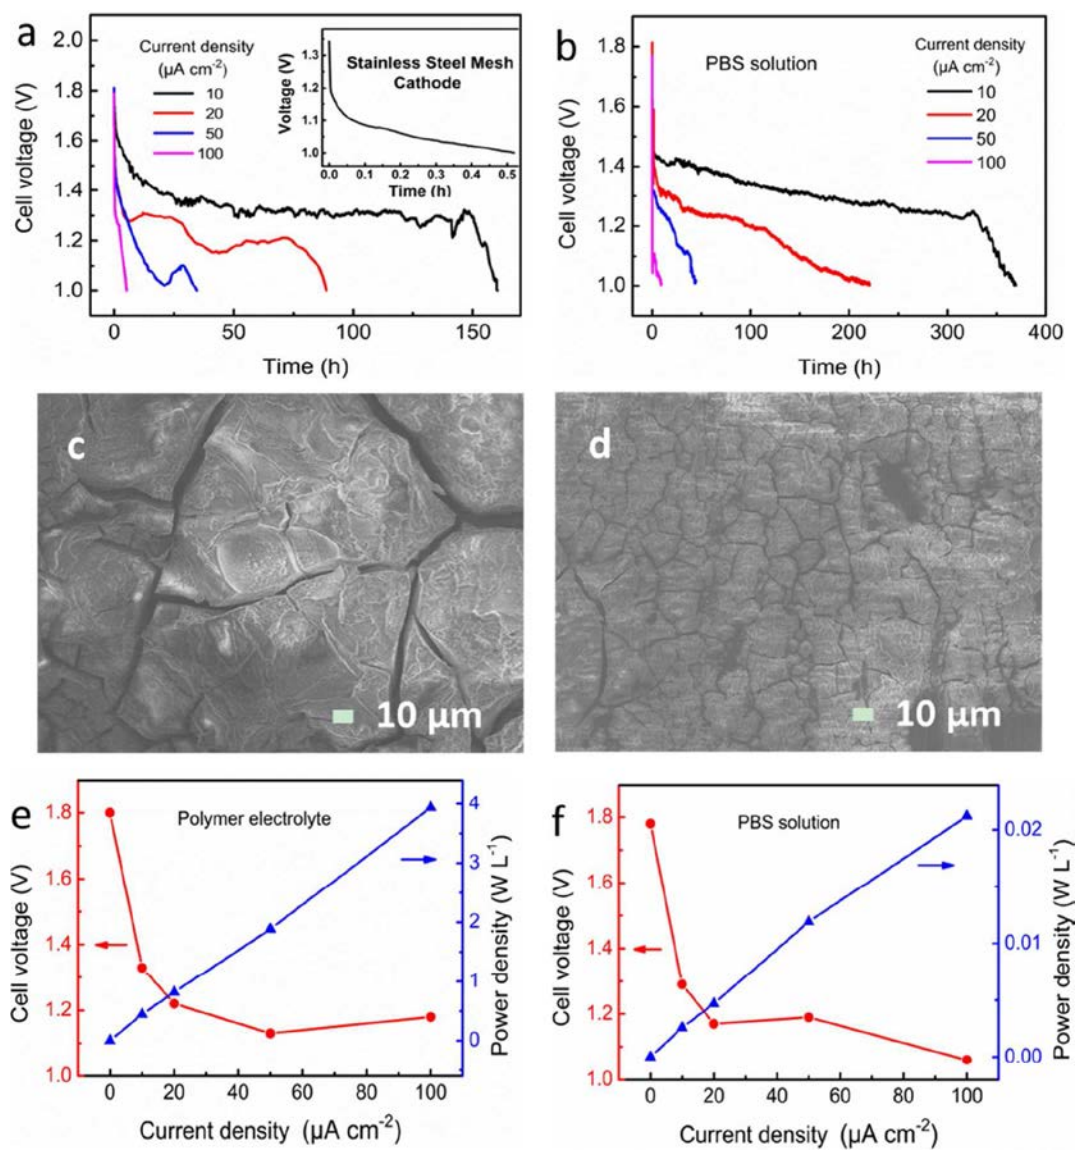 a
Current density
(µA cm⁻²)
10
20
50
100
Stainless Steel Mesh
Cathode
Voltage (V)
1.3
1.2
1.1
1.0
0.0 0.1 0.2 0.3 0.4 0.5
Time (h)
Cell voltage (V)
2.0
1.8
1.6
1.4
1.2
1.0
0 50 100 150
Time (h)
b
PBS solution
Current density
(µA cm⁻²)
10
20
50
100
Cell voltage (V)
1.8
1.6
1.4
1.2
1.0
0 100 200 300 400
Time (h)
c
10 µm
d
10 µm
e
Polymer electrolyte
Cell voltage (V)
1.8
1.6
1.4
1.2
1.0
4
3
2
1
0
Power density (W L⁻¹)
0 20 40 60 80 100
Current density (µA cm⁻²)
f
PBS solution
Cell voltage (V)
1.8
1.6
1.4
1.2
1.0
0.02
0.01
0.00
Power density (W L⁻¹)
0 20 40 60 80 100
Current density (µA cm⁻²)